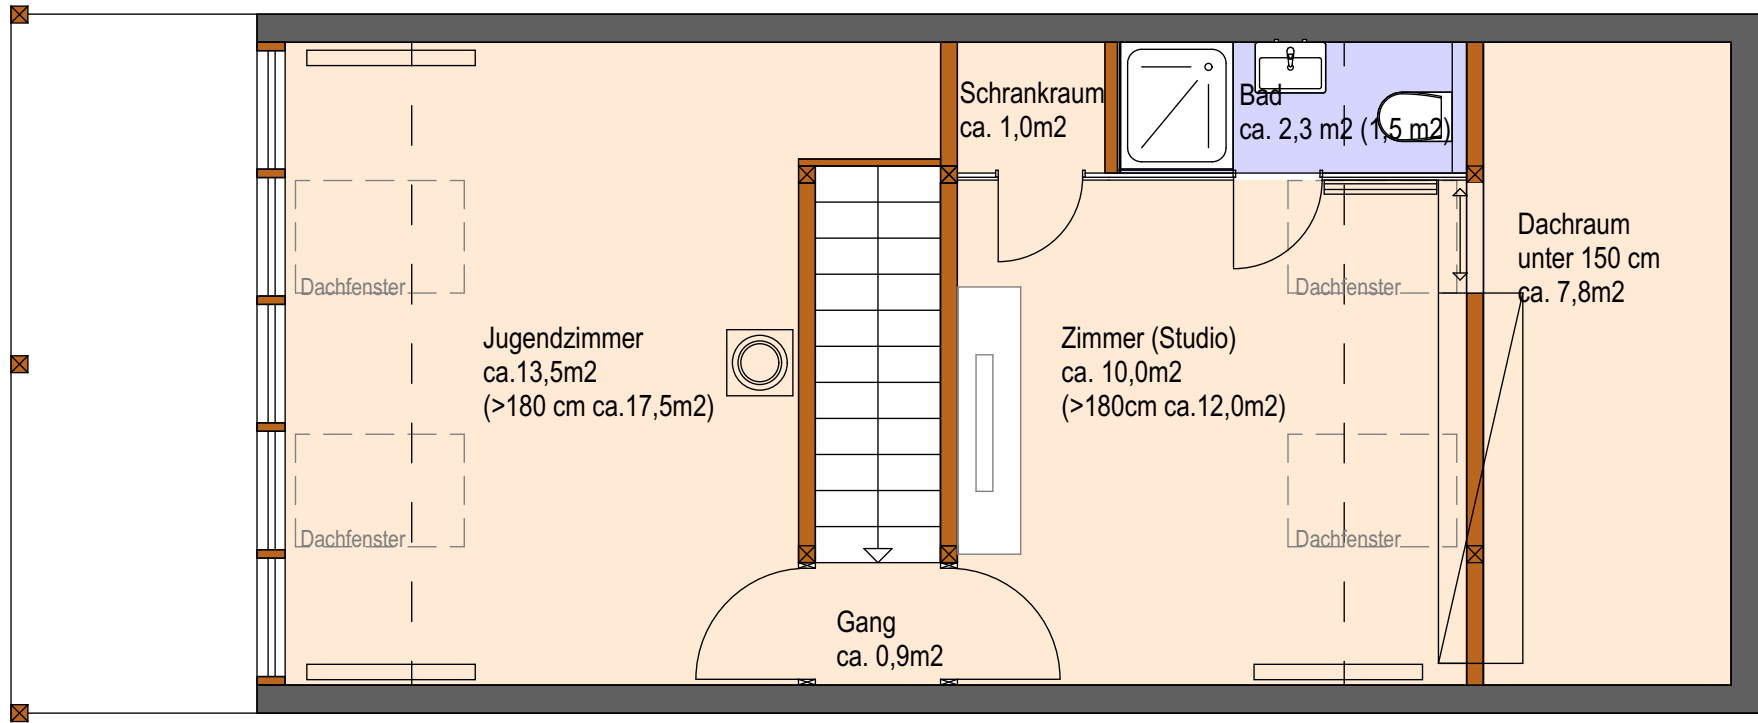 Schrankraum
ca. 1,0m2
Bad
ca. 2,3 m2 (1,5 m2)
Dachraum
unter 150 cm
ca. 7,8m2
Dachfenster
Dachfenster
Jugendzimmer
ca.13,5m2
(>180 cm ca.17,5m2)
Zimmer (Studio)
ca. 10,0m2
(>180cm ca.12,0m2)
Dachfenster
Dachfenster
Gang
ca. 0,9m2